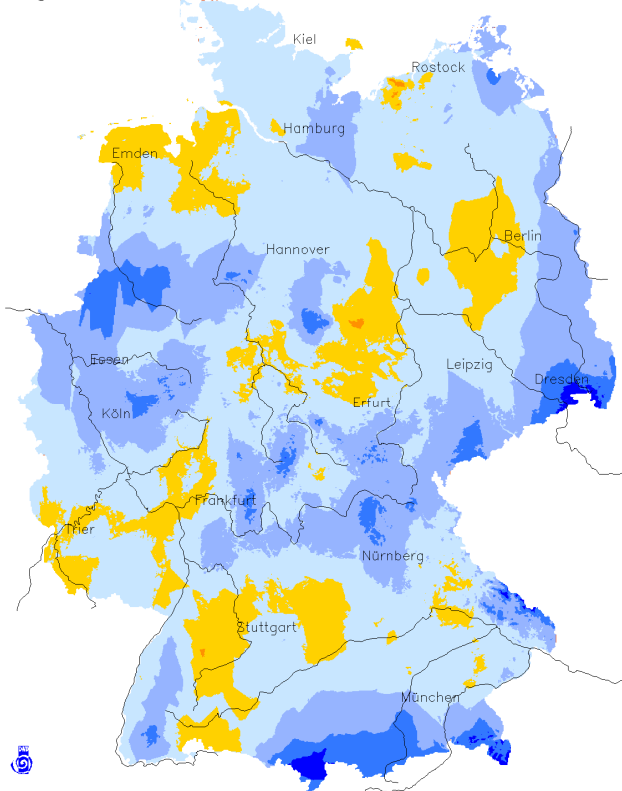 Kiel
Rostock
Hamburg
Emden
Berlin
Hannover
Essen
Leipzig
Dresden
Erfurt
Köln
Frankfurt
Trier
Nürnberg
Stuttgart
München